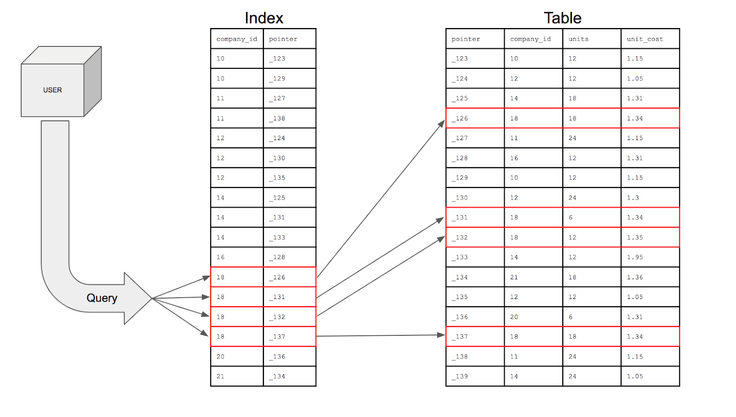 Index
company_id pointer
10 _123
10 _129
11 _127
11 _138
12 _124
12 _130
12 _135
14 _125
14 _131
14 _133
16 _128
18 _126
18 _131
18 _132
18 _137
20 _136
21 _134
Table
pointer company_id units unit_cost
_123 10 12 1.15
_124 12 12 1.05
_125 14 18 1.31
_126 18 18 1.34
_127 11 24 1.15
_128 16 12 1.31
_129 10 12 1.15
_130 12 24 1.3
_131 18 6 1.34
_132 18 12 1.35
_133 14 12 1.95
_134 21 18 1.36
_135 12 12 1.05
_136 20 6 1.31
_137 18 18 1.34
_138 11 24 1.15
_139 14 24 1.05
USER
Query